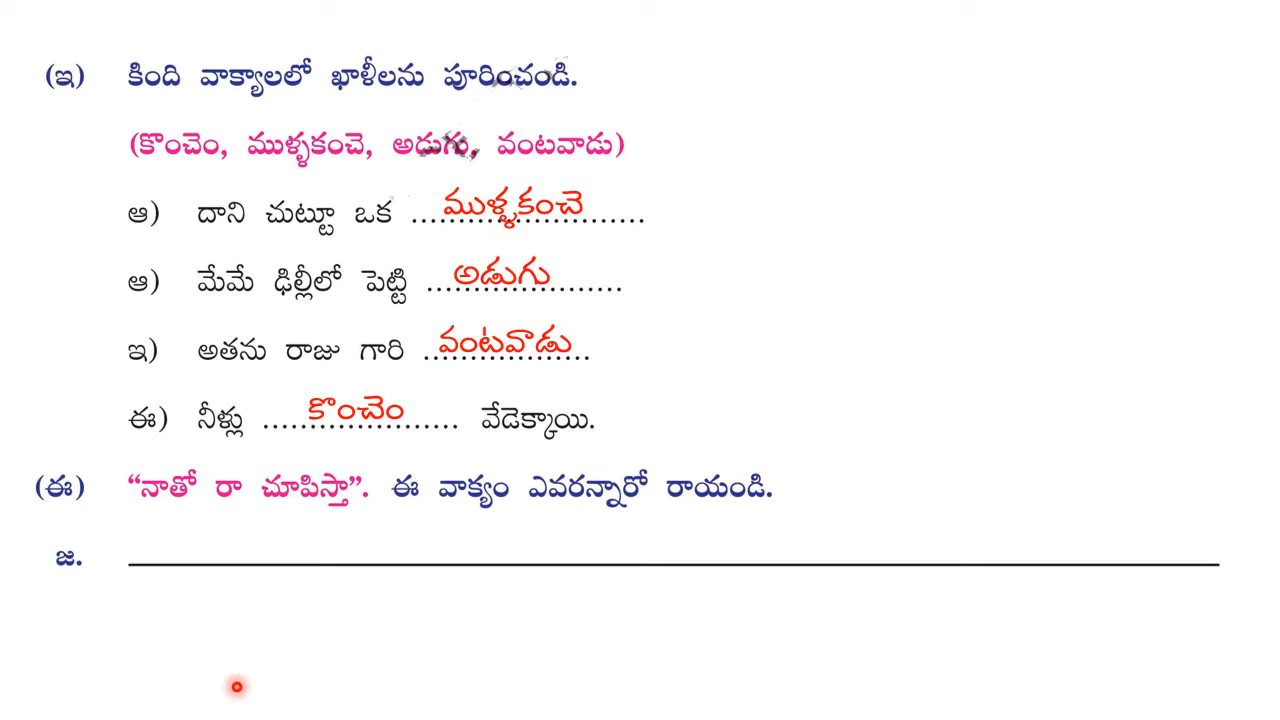 (ఇ) కింది వాక్యాలలో ఖాళీలను పూరించండి.
(కొంచెం, ముళ్ళకంచె, అడుగు, వంటవాడు)
ఆ) దాని చుట్టూ ఒక ......ముళ్ళకంచె......
ఆ) మేమే ఢిల్లీలో పెట్టి ......అడుగు......
ఇ) అతను రాజు గారి ......వంటవాడు......
ఈ) నీళ్లు ......కొంచెం...... వేడెక్కాయి.
(ఈ) “నాతో రా చూపిస్తా”. ఈ వాక్యం ఎవరన్నారో రాయండి.
జ.